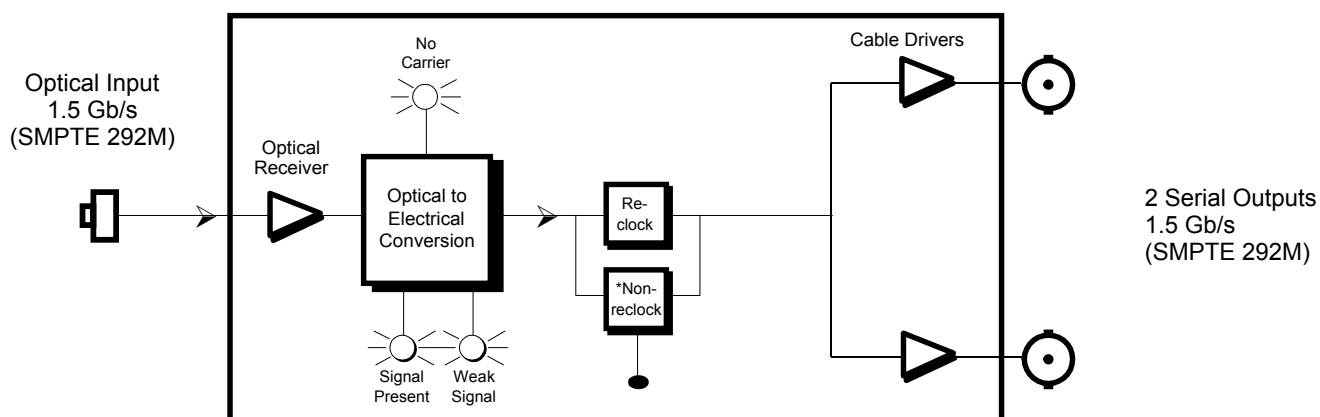 Optical Input
1.5 Gb/s
(SMPTE 292M)
No
Carrier
Optical
Receiver
Optical to
Electrical
Conversion
Signal
Present
Weak
Signal
Re-
clock
*Non-
reclock
Cable Drivers
2 Serial Outputs
1.5 Gb/s
(SMPTE 292M)